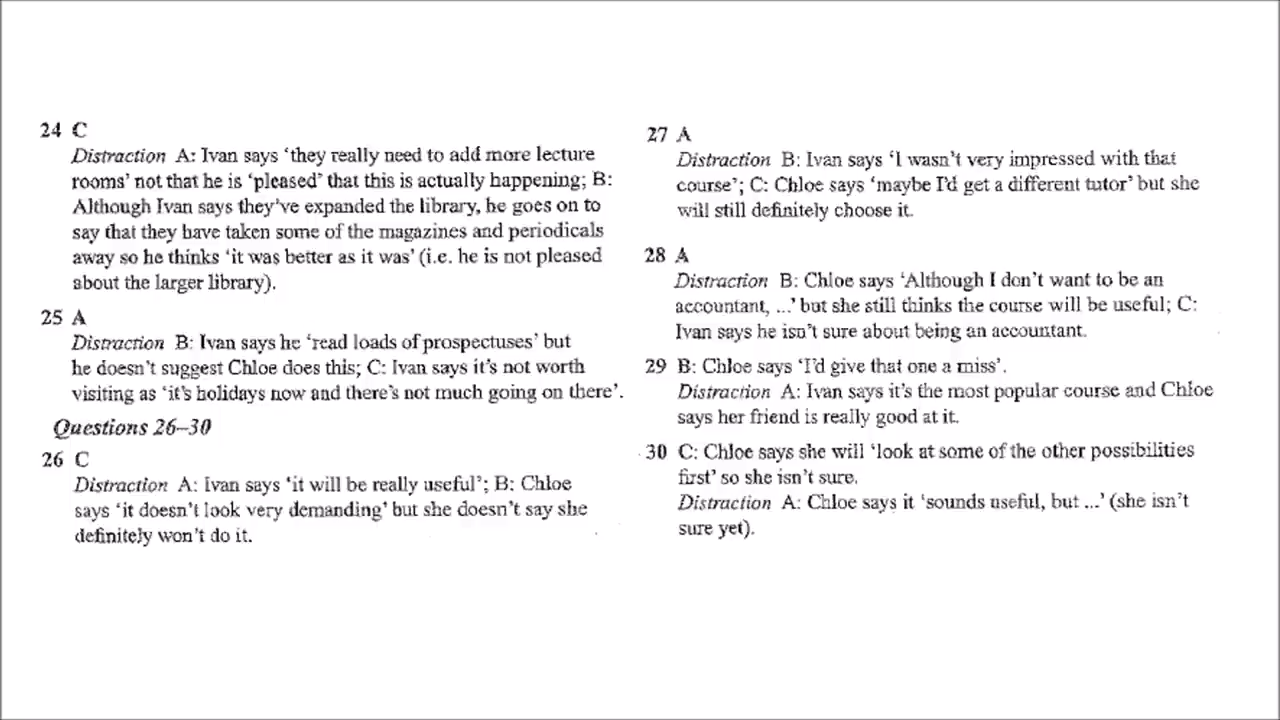 24 C
Distraction A: Ivan says ‘they really need to add more lecture
rooms’ not that he is ‘pleased’ that this is actually happening; B:
Although Ivan says they’ve expanded the library, he goes on to
say that they have taken some of the magazines and periodicals
away so he thinks ‘it was better as it was’ (i.e. he is not pleased
about the larger library).
25 A
Distraction B: Ivan says he ‘read loads of prospectuses’ but
he doesn’t suggest Chloe does this; C: Ivan says it’s not worth
visiting as ‘it’s holidays now and there’s not much going on there’.
Questions 26–30
26 C
Distraction A: Ivan says ‘it will be really useful’; B: Chloe
says ‘it doesn’t look very demanding’ but she doesn’t say she
definitely won’t do it.
27 A
Distraction B: Ivan says ‘I wasn’t very impressed with that
course’; C: Chloe says ‘maybe I’d get a different tutor’ but she
will still definitely choose it.
28 A
Distraction B: Chloe says ‘Although I don’t want to be an
accountant, ...’ but she still thinks the course will be useful; C:
Ivan says he isn’t sure about being an accountant.
29 B: Chloe says ‘I’d give that one a miss’.
Distraction A: Ivan says it’s the most popular course and Chloe
says her friend is really good at it.
30 C: Chloe says she will ‘look at some of the other possibilities
first’ so she isn’t sure.
Distraction A: Chloe says it ‘sounds useful, but ...’ (she isn’t
sure yet).